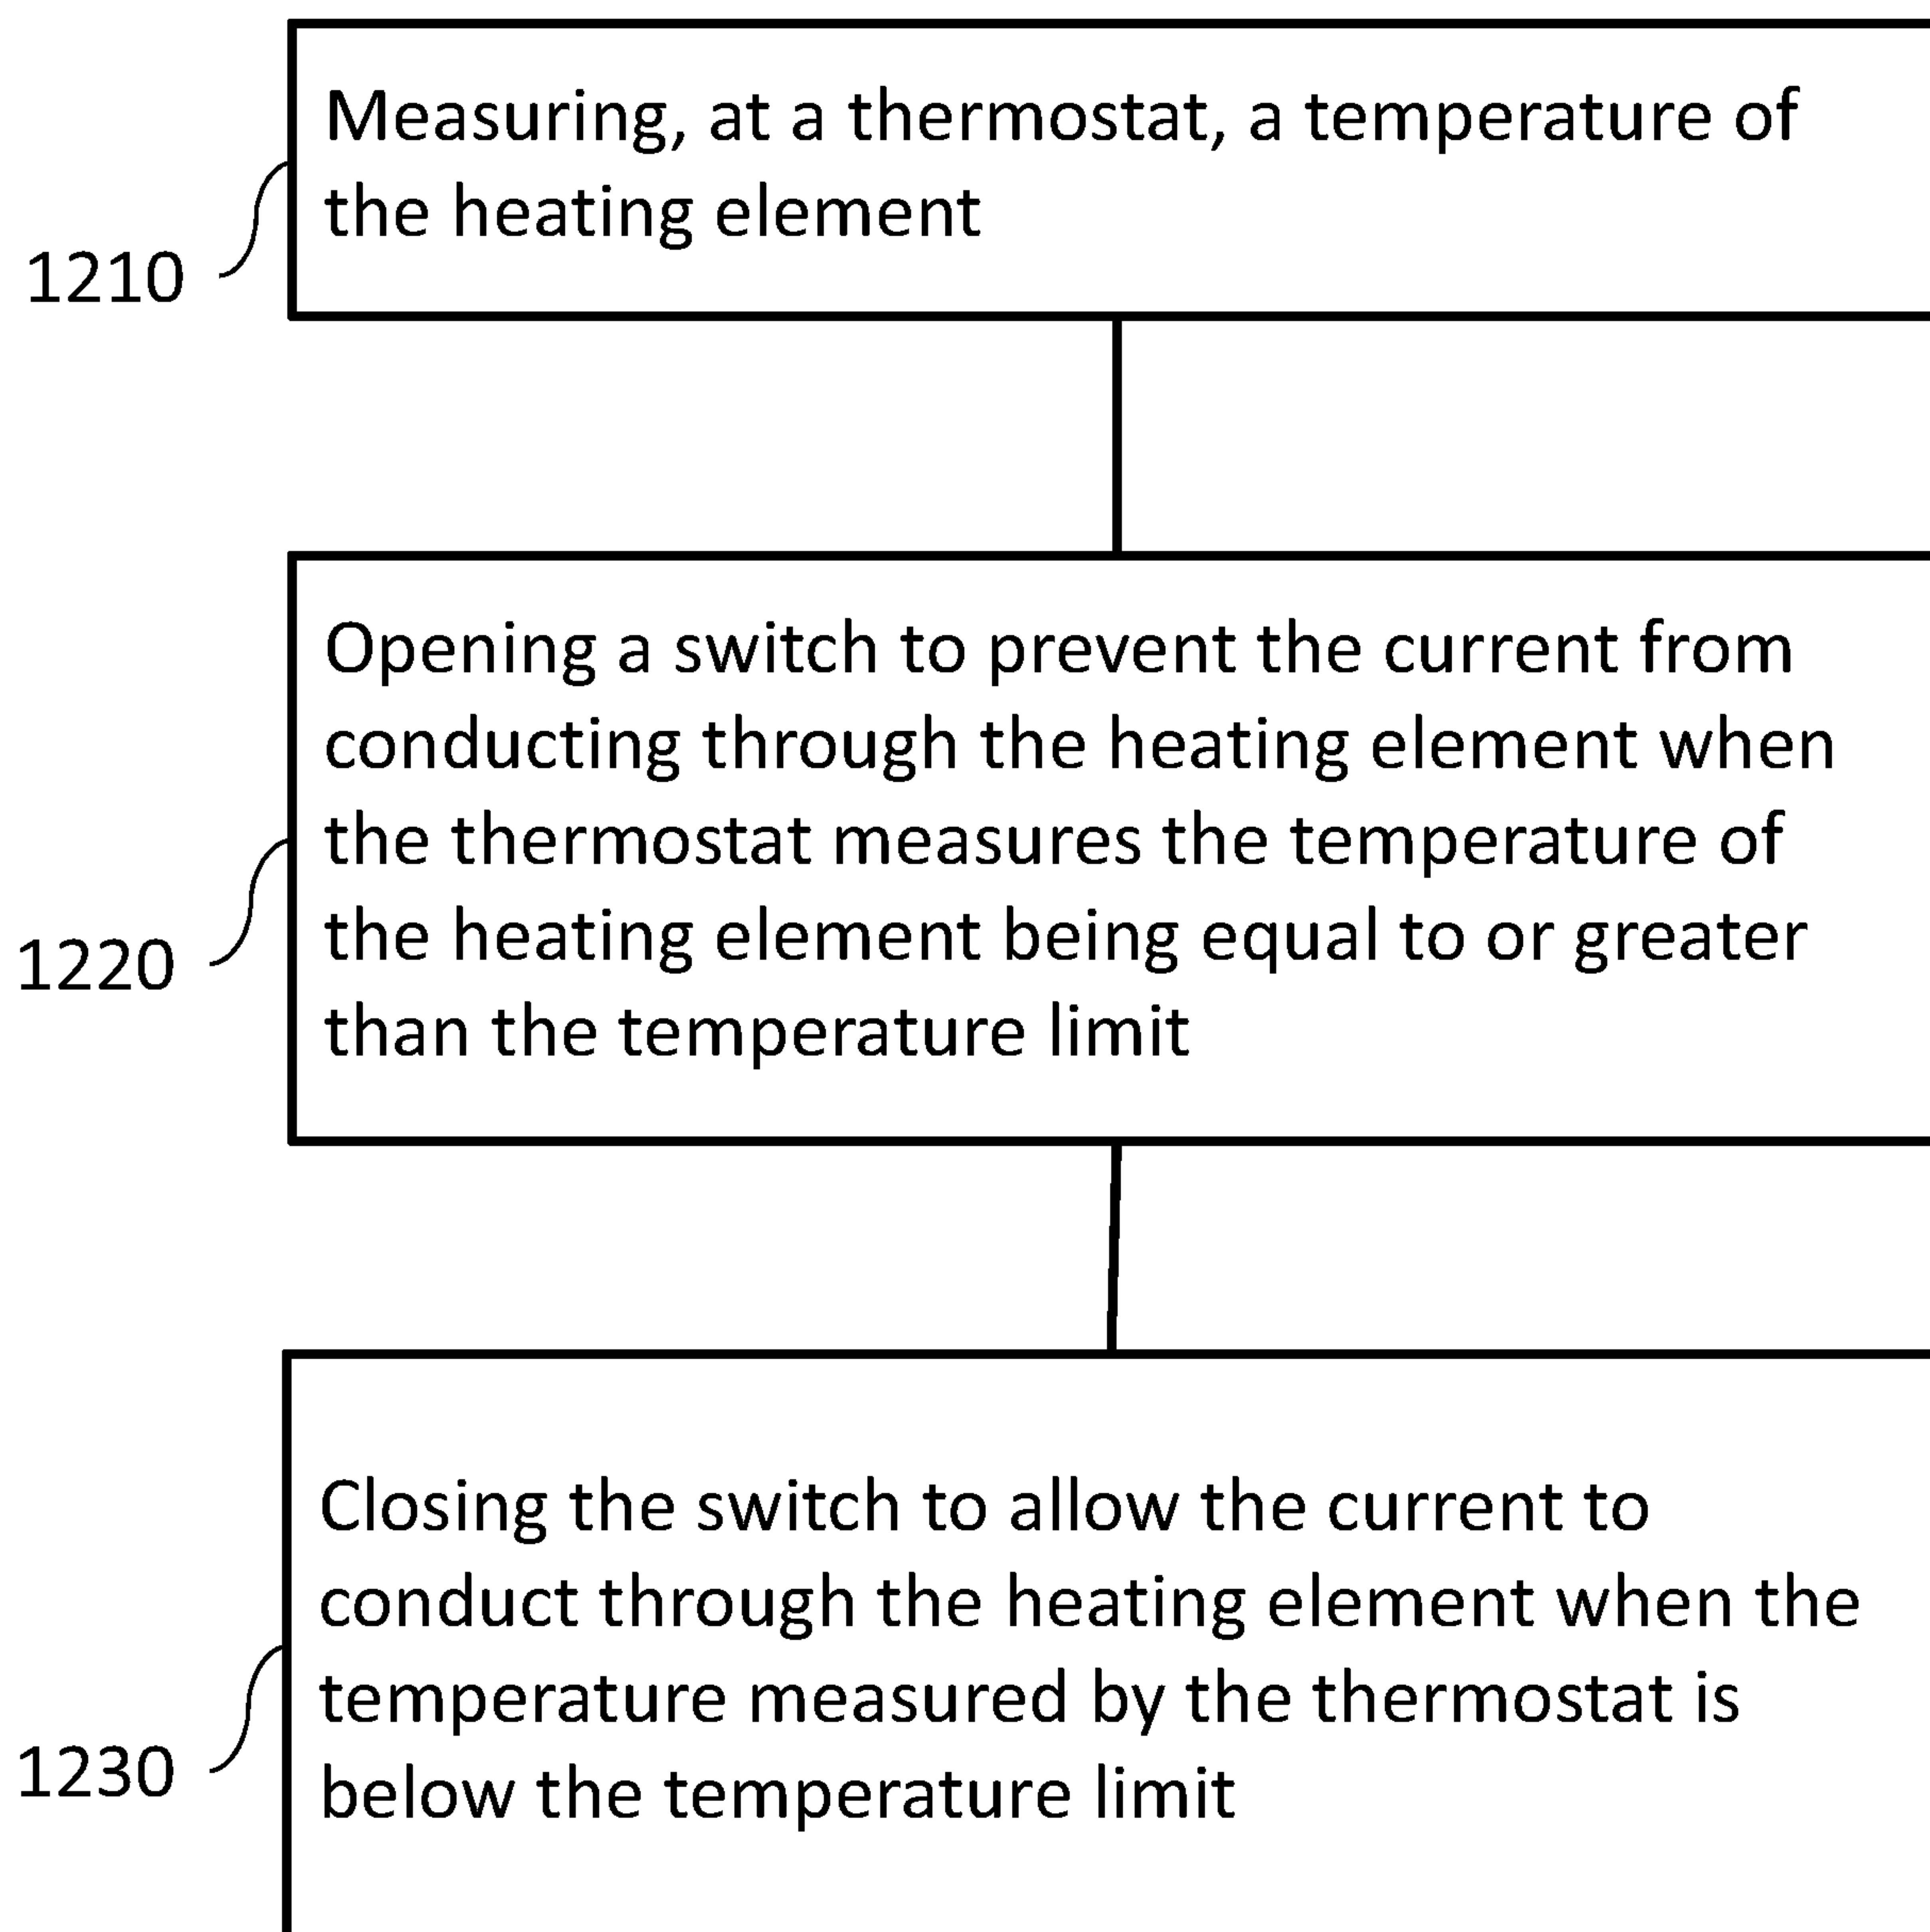 Measuring, at a thermostat, a temperature of
the heating element
1210
Opening a switch to prevent the current from
conducting through the heating element when
the thermostat measures the temperature of
the heating element being equal to or greater
than the temperature limit
1220
Closing the switch to allow the current to
conduct through the heating element when the
temperature measured by the thermostat is
below the temperature limit
1230